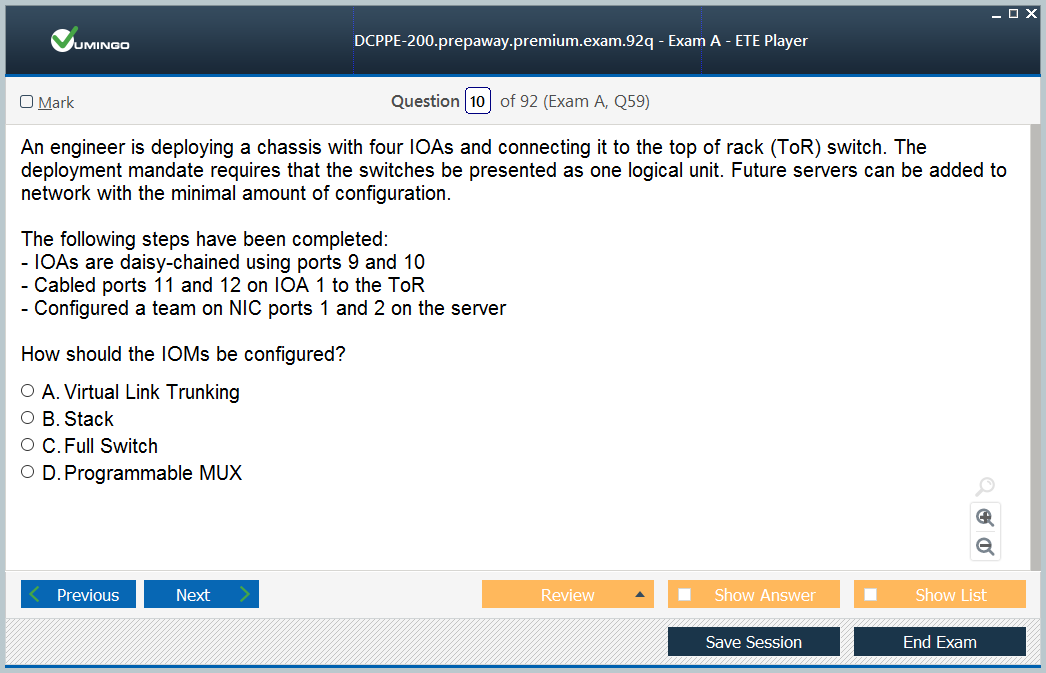 VUMINGO
DCPPE-200.prepaway.premium.exam.92q - Exam A - ETE Player
Mark
Question 10 of 92 (Exam A, Q59)
An engineer is deploying a chassis with four IOAs and connecting it to the top of rack (ToR) switch. The
deployment mandate requires that the switches be presented as one logical unit. Future servers can be added to
network with the minimal amount of configuration.
The following steps have been completed:
- IOAs are daisy-chained using ports 9 and 10
- Cabled ports 11 and 12 on IOA 1 to the ToR
- Configured a team on NIC ports 1 and 2 on the server
How should the IOMs be configured?
A. Virtual Link Trunking
B. Stack
C. Full Switch
D. Programmable MUX
Previous
Next
Review
Show Answer
Show List
Save Session
End Exam